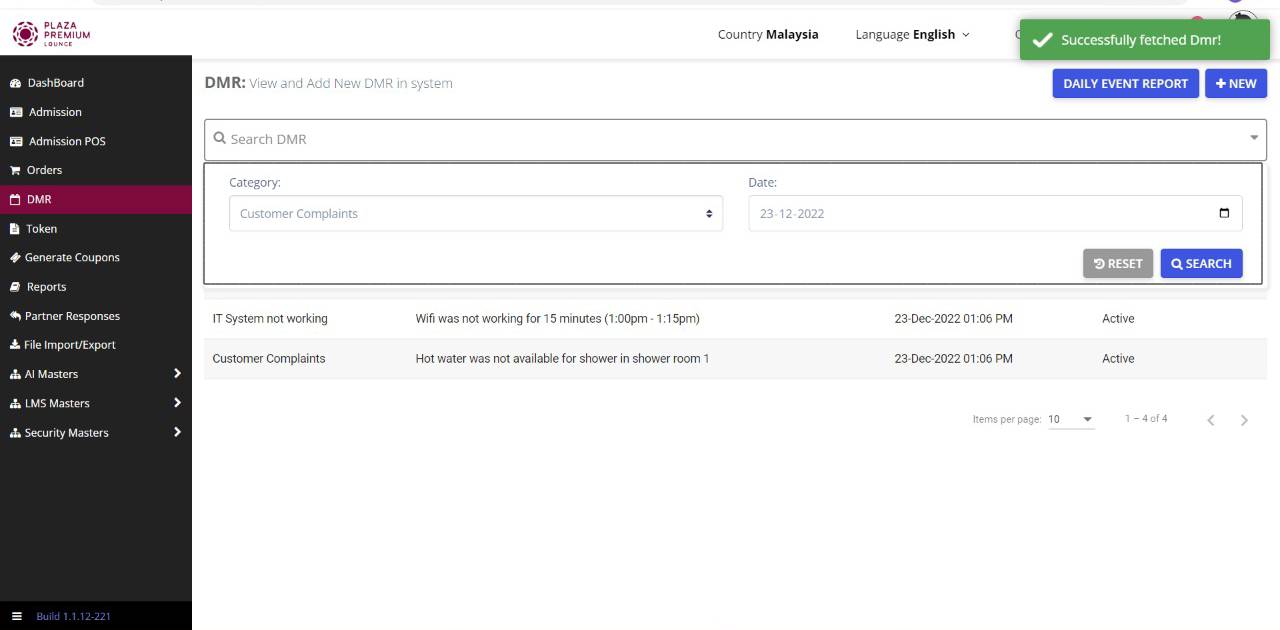 PLAZA
PREMIUM
LOUNGE
Country Malaysia
Language English
Successfully fetched Dmr!
DashBoard
Admission
Admission POS
Orders
DMR
Token
Generate Coupons
Reports
Partner Responses
File Import/Export
AI Masters
LMS Masters
Security Masters
Build 1.1.12-221
DMR: View and Add New DMR in system
DAILY EVENT REPORT
+ NEW
Search DMR
Category:
Date:
Customer Complaints
23-12-2022
RESET
SEARCH
IT System not working Wifi was not working for 15 minutes (1:00pm - 1:15pm) 23-Dec-2022 01:06 PM Active
Customer Complaints Hot water was not available for shower in shower room 1 23-Dec-2022 01:06 PM Active
Items per page: 10 1 – 4 of 4